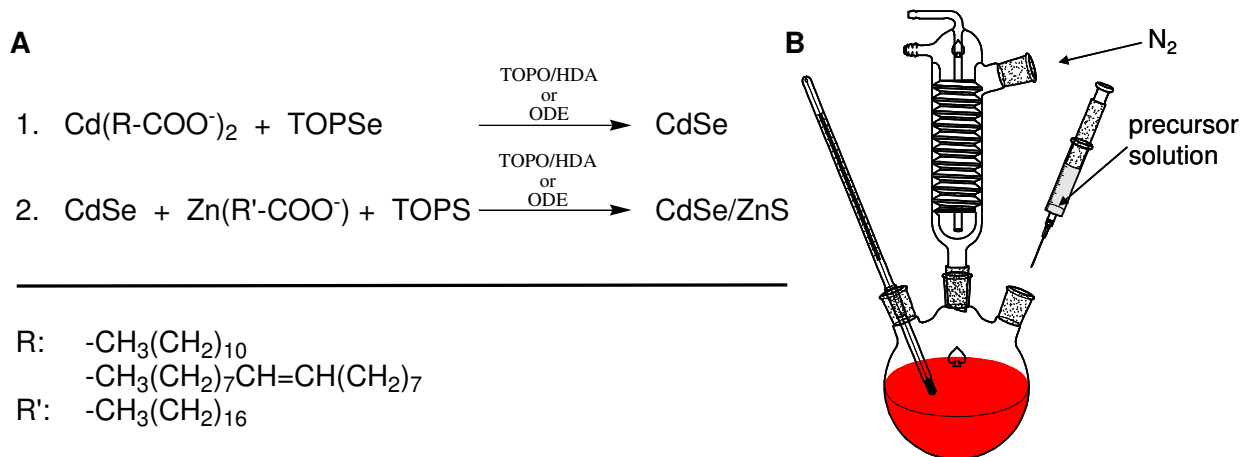 A
B
N₂
TOPO/HDA
or
ODE
1. Cd(R-COO⁻)₂ + TOPSe CdSe
precursor
solution
TOPO/HDA
or
ODE
2. CdSe + Zn(R'-COO⁻) + TOPS CdSe/ZnS
R: -CH₃(CH₂)₁₀
-CH₃(CH₂)₇CH=CH(CH₂)₇
R': -CH₃(CH₂)₁₆